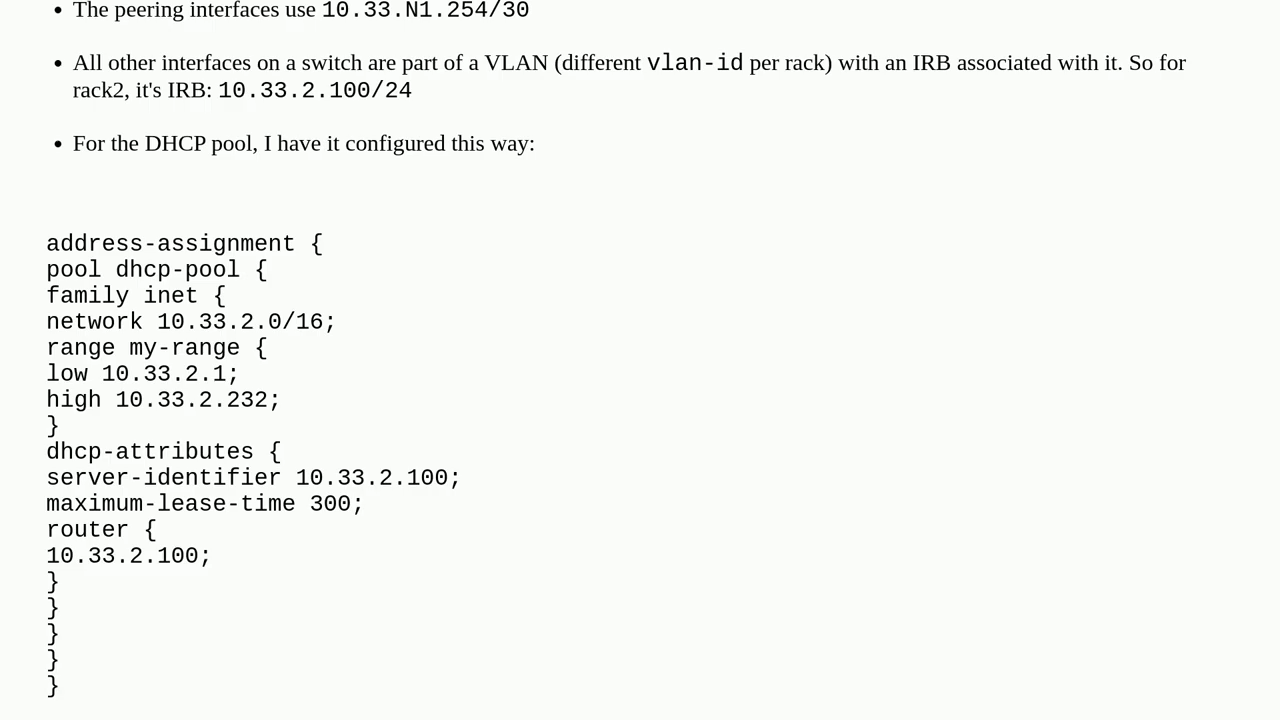 • The peering interfaces use 10.33.N1.254/30
• All other interfaces on a switch are part of a VLAN (different vlan-id per rack) with an IRB associated with it. So for
rack2, it's IRB: 10.33.2.100/24
• For the DHCP pool, I have it configured this way:
address-assignment {
pool dhcp-pool {
family inet {
network 10.33.2.0/16;
range my-range {
low 10.33.2.1;
high 10.33.2.232;
}
dhcp-attributes {
server-identifier 10.33.2.100;
maximum-lease-time 300;
router {
10.33.2.100;
}
}
}
}
}